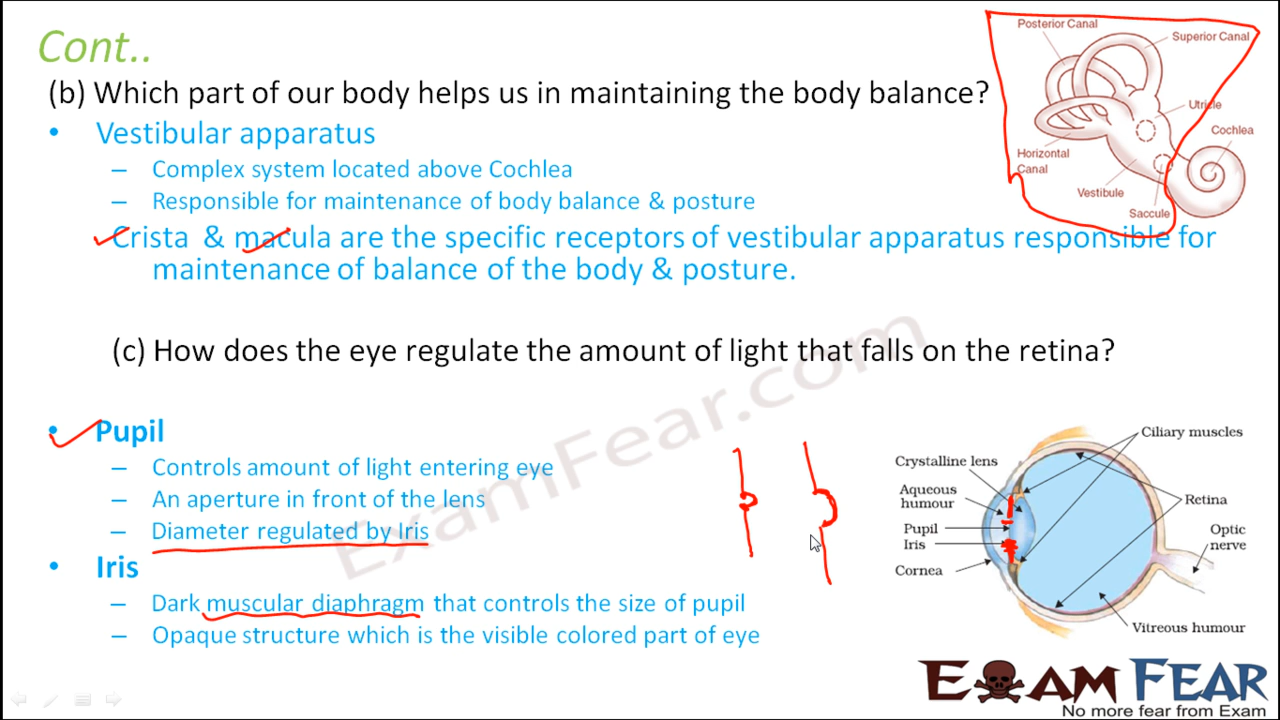 Cont..
(b) Which part of our body helps us in maintaining the body balance?
• Vestibular apparatus
– Complex system located above Cochlea
– Responsible for maintenance of body balance & posture
Crista & macula are the specific receptors of vestibular apparatus responsible for
maintenance of balance of the body & posture.
Posterior Canal
Superior Canal
Utricle
Cochlea
Horizontal
Canal
Vestibule
Saccule
(c) How does the eye regulate the amount of light that falls on the retina?
• Pupil
– Controls amount of light entering eye
– An aperture in front of the lens
– Diameter regulated by Iris
• Iris
– Dark muscular diaphragm that controls the size of pupil
– Opaque structure which is the visible colored part of eye
Ciliary muscles
Crystalline lens
Aqueous
humour
Pupil
Iris
Cornea
Retina
Optic
nerve
Vitreous humour
ExamFear.com
EXAM FEAR
No more fear from Exam